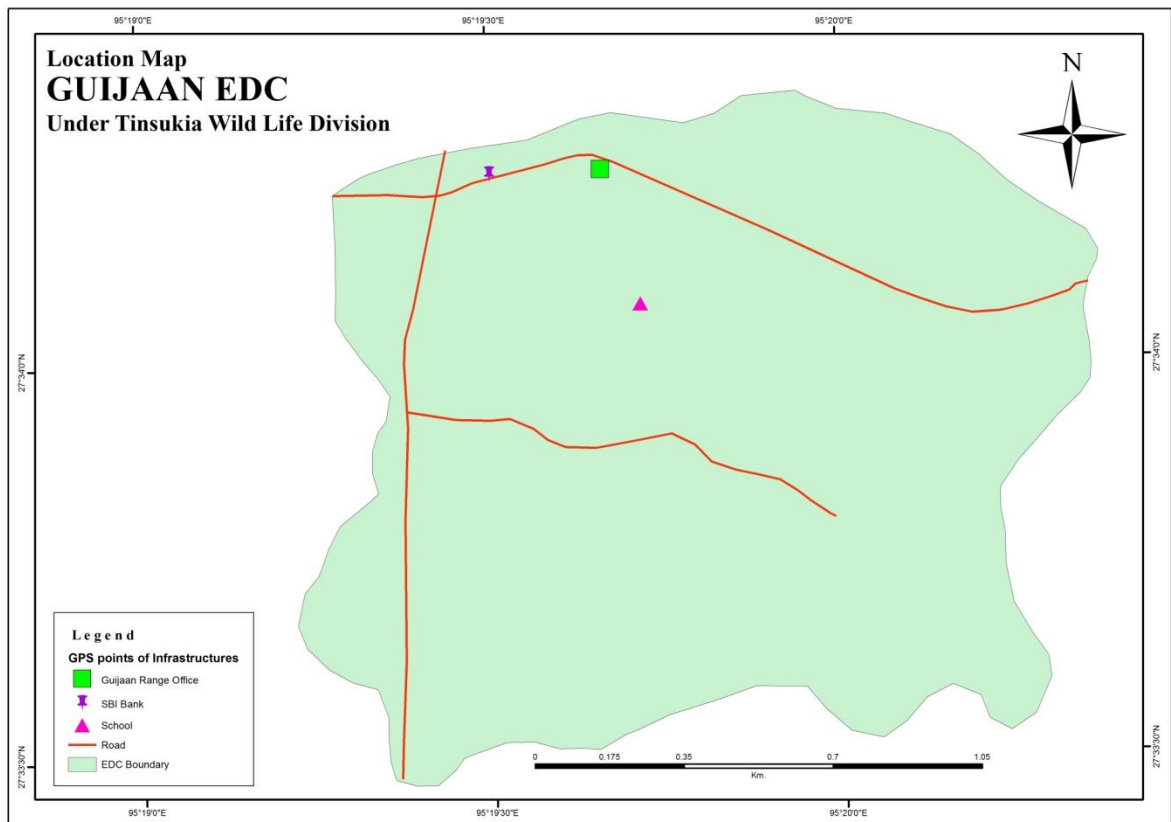 95°19'0"E
95°19'30"E
95°20'0"E
Location Map
GUIJAAN EDC
Under Tinsukia Wild Life Division
N
27°34'0"N
27°34'0"N
27°33'30"N
27°33'30"N
Legend
GPS points of Infrastructures
Guijaan Range Office
SBI Bank
School
Road
EDC Boundary
0 0.175 0.35 0.7 1.05
Km.
95°19'0"E
95°19'30"E
95°20'0"E